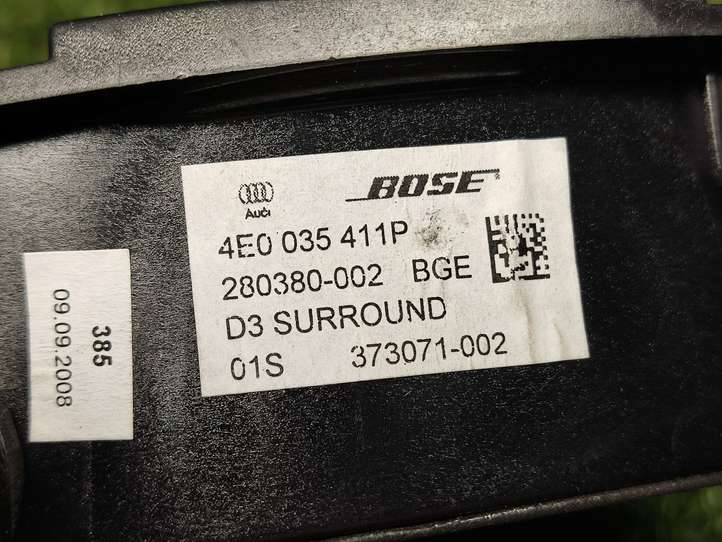 Audi
BOSE
4E0 035 411P
280380-002 BGE
D3 SURROUND
01S 373071-002
385
09.09.2008